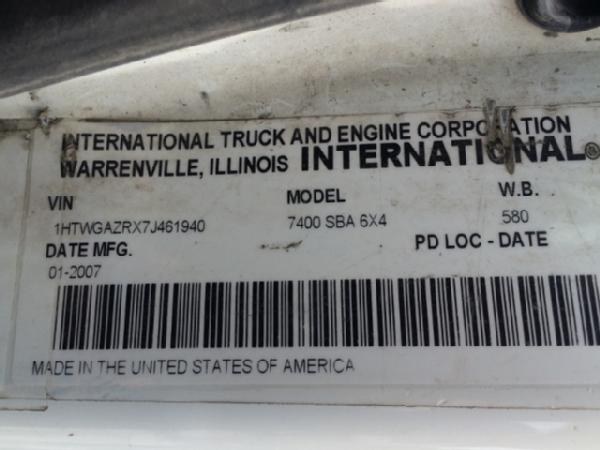 INTERNATIONAL TRUCK AND ENGINE CORPORATION
WARRENVILLE, ILLINOIS INTERNATIONAL®
VIN MODEL W.B.
1HTWGAZRX7J461940 7400 SBA 6X4 580
DATE MFG. PD LOC - DATE
01-2007
MADE IN THE UNITED STATES OF AMERICA